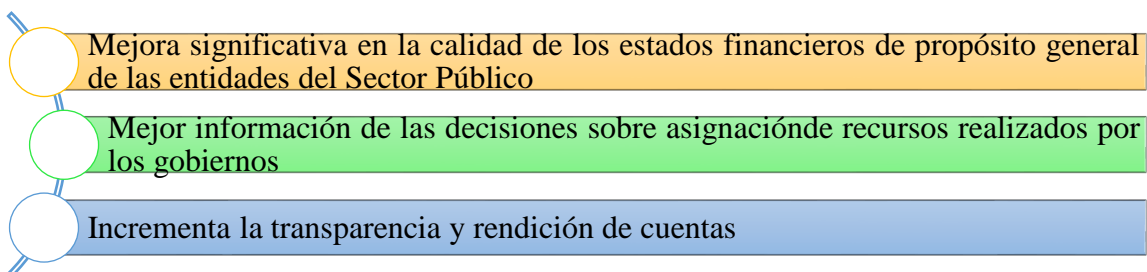 Mejora significativa en la calidad de los estados financieros de propósito general
de las entidades del Sector Público
Mejor información de las decisiones sobre asignaciónde recursos realizados por
los gobiernos
Incrementa la transparencia y rendición de cuentas